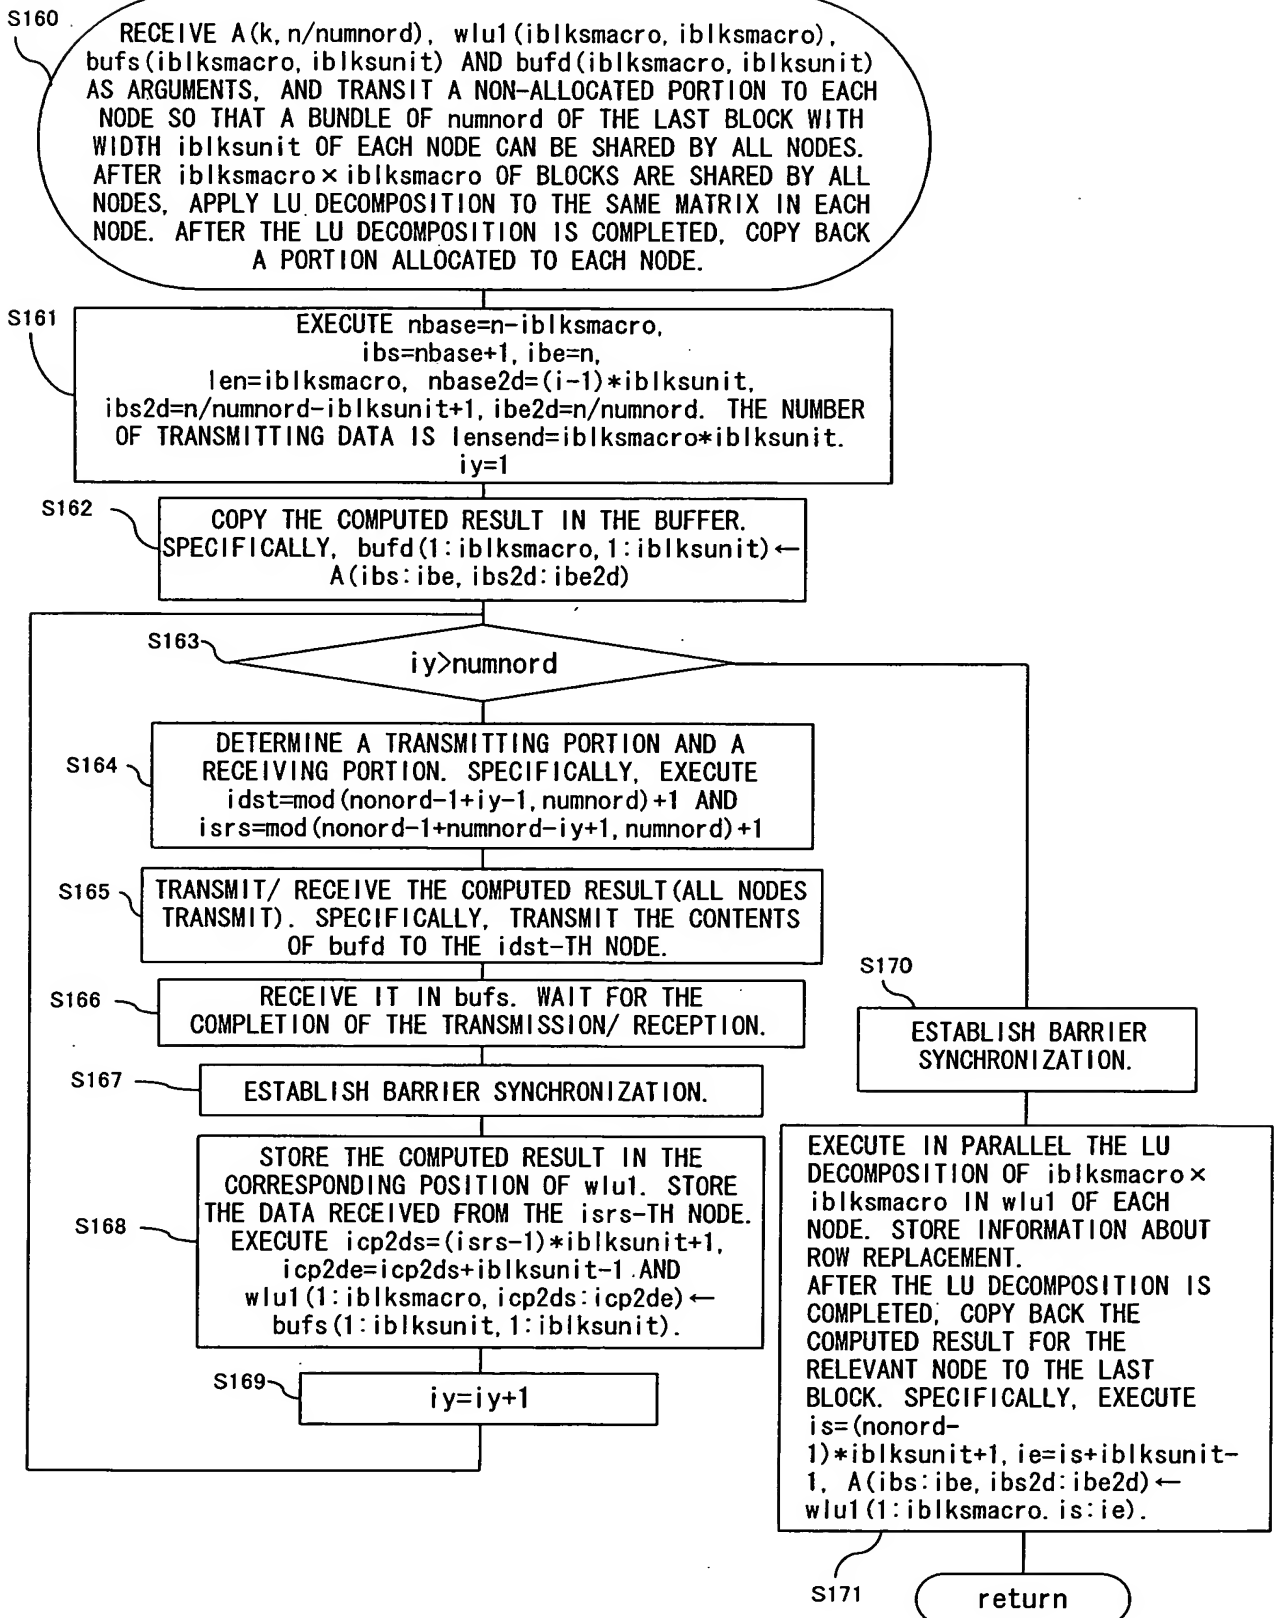 S160
RECEIVE A(k, n/numnord), wlu1(iblksmacro, iblksmacro),
bufs(iblksmacro, iblksunit) AND bufd(iblksmacro, iblksunit)
AS ARGUMENTS, AND TRANSIT A NON-ALLOCATED PORTION TO EACH
NODE SO THAT A BUNDLE OF numnord OF THE LAST BLOCK WITH
WIDTH iblksunit OF EACH NODE CAN BE SHARED BY ALL NODES.
AFTER iblksmacro×iblksmacro OF BLOCKS ARE SHARED BY ALL
NODES, APPLY LU DECOMPOSITION TO THE SAME MATRIX IN EACH
NODE. AFTER THE LU DECOMPOSITION IS COMPLETED, COPY BACK
A PORTION ALLOCATED TO EACH NODE.
S161
EXECUTE nbase=n-iblksmacro,
ibs=nbase+1, ibe=n,
len=iblksmacro, nbase2d=(i-1)*iblksunit,
ibs2d=n/numnord-iblksunit+1, ibe2d=n/numnord. THE NUMBER
OF TRANSMITTING DATA IS lensend=iblksmacro*iblksunit.
iy=1
S162
COPY THE COMPUTED RESULT IN THE BUFFER.
SPECIFICALLY, bufd(1:iblksmacro, 1:iblksunit)←
A(ibs:ibe, ibs2d:ibe2d)
S163
iy>numnord
S164
DETERMINE A TRANSMITTING PORTION AND A
RECEIVING PORTION. SPECIFICALLY, EXECUTE
idst=mod(nonord-1+iy-1, numnord)+1 AND
isrs=mod(nonord-1+numnord-iy+1, numnord)+1
S165
TRANSMIT/ RECEIVE THE COMPUTED RESULT(ALL NODES
TRANSMIT). SPECIFICALLY, TRANSMIT THE CONTENTS
OF bufd TO THE idst-TH NODE.
S166
RECEIVE IT IN bufs. WAIT FOR THE
COMPLETION OF THE TRANSMISSION/ RECEPTION.
S167
ESTABLISH BARRIER SYNCHRONIZATION.
S168
STORE THE COMPUTED RESULT IN THE
CORRESPONDING POSITION OF wlu1. STORE
THE DATA RECEIVED FROM THE isrs-TH NODE.
EXECUTE icp2ds=(isrs-1)*iblksunit+1,
icp2de=icp2ds+iblksunit-1 AND
wlu1(1:iblksmacro, icp2ds:icp2de)←
bufs(1:iblksunit, 1:iblksunit).
S169
iy=iy+1
S170
ESTABLISH BARRIER
SYNCHRONIZATION.
EXECUTE IN PARALLEL THE LU
DECOMPOSITION OF iblksmacro×
iblksmacro IN wlu1 OF EACH
NODE. STORE INFORMATION ABOUT
ROW REPLACEMENT.
AFTER THE LU DECOMPOSITION IS
COMPLETED, COPY BACK THE
COMPUTED RESULT FOR THE
RELEVANT NODE TO THE LAST
BLOCK. SPECIFICALLY, EXECUTE
is=(nonord-
1)*iblksunit+1, ie=is+iblksunit-
1, A(ibs:ibe, ibs2d:ibe2d)←
wlu1(1:iblksmacro. is:ie).
S171
return